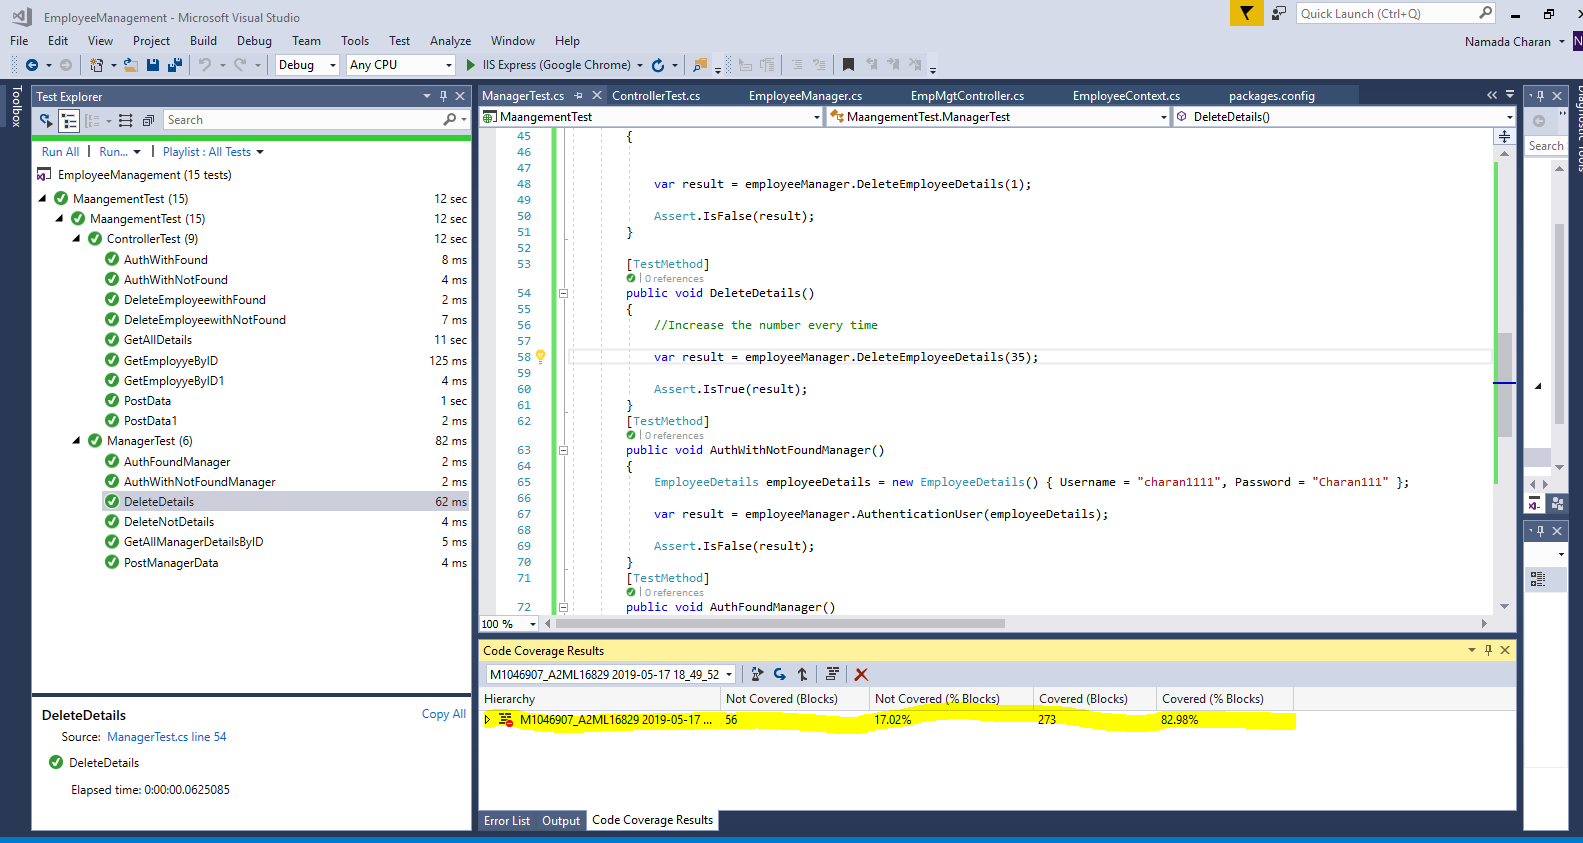 EmployeeManagement - Microsoft Visual Studio
Quick Launch (Ctrl+Q)
File Edit View Project Build Debug Team Tools Test Analyze Window Help
Namada Charan N
Debug Any CPU IIS Express (Google Chrome)
Toolbox
Test Explorer
Search
Run All | Run... | Playlist : All Tests
EmployeeManagement (15 tests)
MaangementTest (15) 12 sec
MaangementTest (15) 12 sec
ControllerTest (9) 12 sec
AuthWithFound 8 ms
AuthWithNotFound 4 ms
DeleteEmployeewithFound 2 ms
DeleteEmployeewithNotFound 7 ms
GetAllDetails 11 sec
GetEmployyeByID 125 ms
GetEmployyeByID1 4 ms
PostData 1 sec
PostData1 2 ms
ManagerTest (6) 82 ms
AuthFoundManager 2 ms
AuthWithNotFoundManager 2 ms
DeleteDetails 62 ms
DeleteNotDetails 4 ms
GetAllManagerDetailsByID 5 ms
PostManagerData 4 ms
DeleteDetails Copy All
Source: ManagerTest.cs line 54
DeleteDetails
Elapsed time: 0:00:00.0625085
ManagerTest.cs ControllerTest.cs EmployeeManager.cs EmpMgtController.cs EmployeeContext.cs packages.config
MaangementTest MaangementTest.ManagerTest DeleteDetails()
45 {
46
47
48 var result = employeeManager.DeleteEmployeeDetails(1);
49
50 Assert.IsFalse(result);
51 }
52
53 [TestMethod]
| 0 references
54 public void DeleteDetails()
55 {
56 //Increase the number every time
57
58 var result = employeeManager.DeleteEmployeeDetails(35);
59
60 Assert.IsTrue(result);
61 }
62 [TestMethod]
| 0 references
63 public void AuthWithNotFoundManager()
64 {
65 EmployeeDetails employeeDetails = new EmployeeDetails() { Username = "charan1111", Password = "Charan111" };
66
67 var result = employeeManager.AuthenticationUser(employeeDetails);
68
69 Assert.IsFalse(result);
70 }
71 [TestMethod]
| 0 references
72 public void AuthFoundManager()
100 %
Code Coverage Results
M1046907_A2ML16829 2019-05-17 18_49_52
Hierarchy Not Covered (Blocks) Not Covered (% Blocks) Covered (Blocks) Covered (% Blocks)
M1046907_A2ML16829 2019-05-17 ... 56 17.02% 273 82.98%
Error List Output Code Coverage Results
Search
Diagnostic Tools